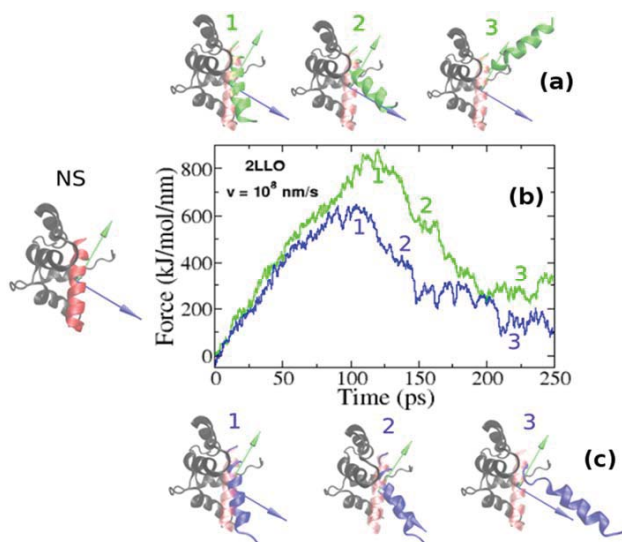 1
2
3
(a)
NS
2LLO
v = 10⁸ nm/s
(b)
Force (kJ/mol/nm)
800
600
400
200
0
1
2
3
1
2
3
0
50
100
150
200
250
Time (ps)
1
2
3
(c)